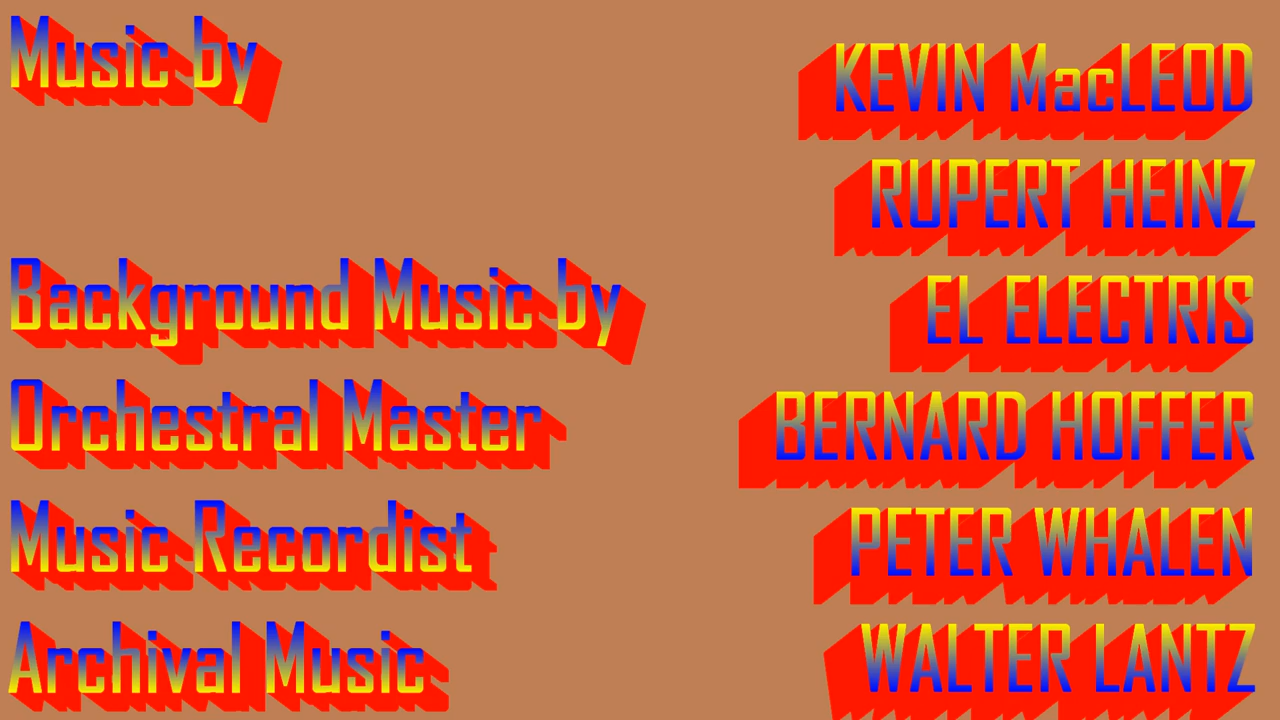 Music by
KEVIN MacLEOD
RUPERT HEINZ
Background Music by
EL ELECTRIS
Orchestral Master
BERNARD HOFFER
Music Recordist
PETER WHALEN
Archival Music
WALTER LANTZ